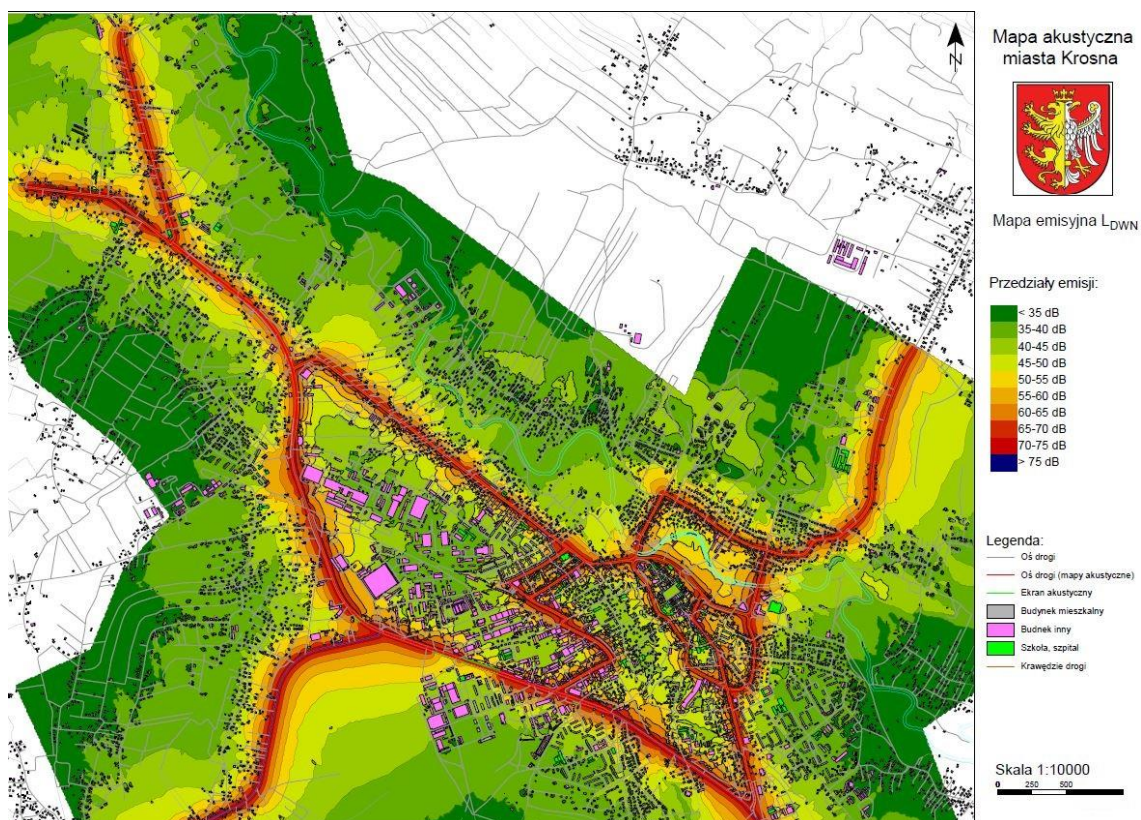 N
Mapa akustyczna
miasta Krosna
Mapa emisyjna LDWN
Przedziały emisji:
< 35 dB
35-40 dB
40-45 dB
45-50 dB
50-55 dB
55-60 dB
60-65 dB
65-70 dB
70-75 dB
> 75 dB
Legenda:
Oś drogi
Oś drogi (mapy akustyczne)
Ekran akustyczny
Budynek mieszkalny
Budnek inny
Szkoła, szpital
Krawędzie drogi
Skala 1:10000
0 250 500